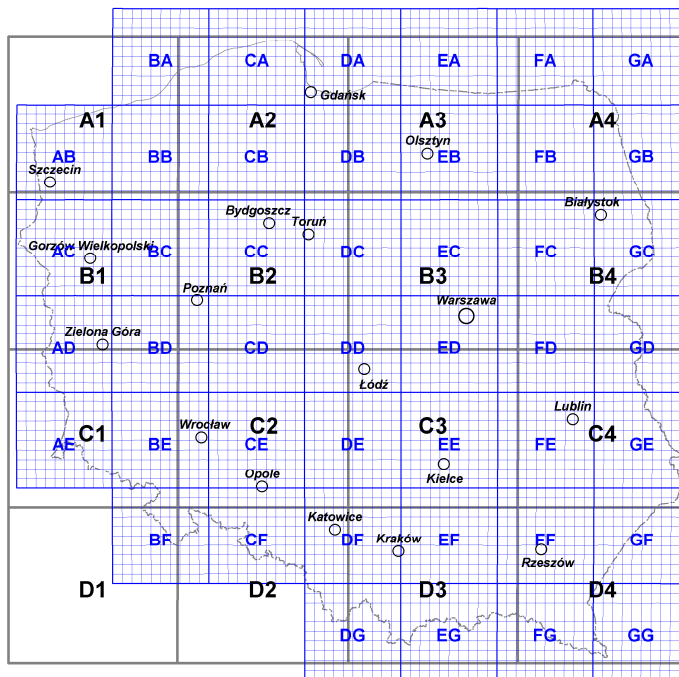 BA CA DA EA FA GA
Gdańsk
A1 A2 A3 A4
Olsztyn
AB BB CB DB EB FB GB
Szczecin
Białystok
Bydgoszcz
Toruń
Gorzów Wielkopolski
AC BC CC DC EC FC GC
B1 B2 B3 B4
Poznań
Warszawa
Zielona Góra
AD BD CD DD ED FD GD
Łódź
Lublin
Wrocław
C1 C2 C3 C4
AE BE CE DE EE FE GE
Opole
Kielce
Katowice
Kraków
BF CF DF EF EF GF
Rzeszów
D1 D2 D3 D4
DG EG FG GG